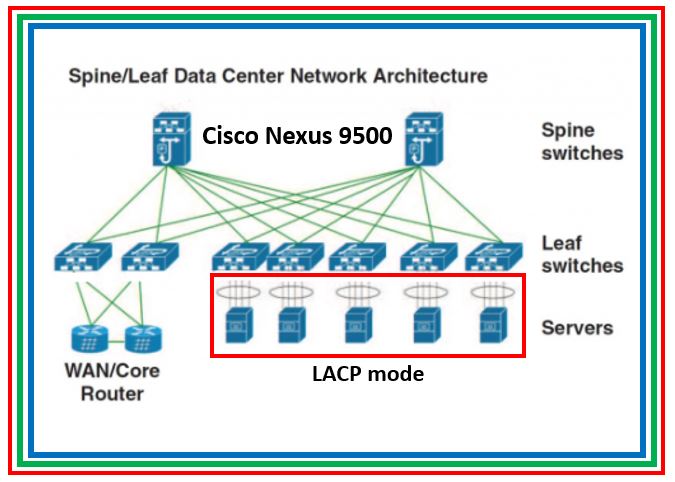 Spine/Leaf Data Center Network Architecture
Cisco Nexus 9500
Spine
switches
Leaf
switches
Servers
LACP mode
WAN/Core
Router